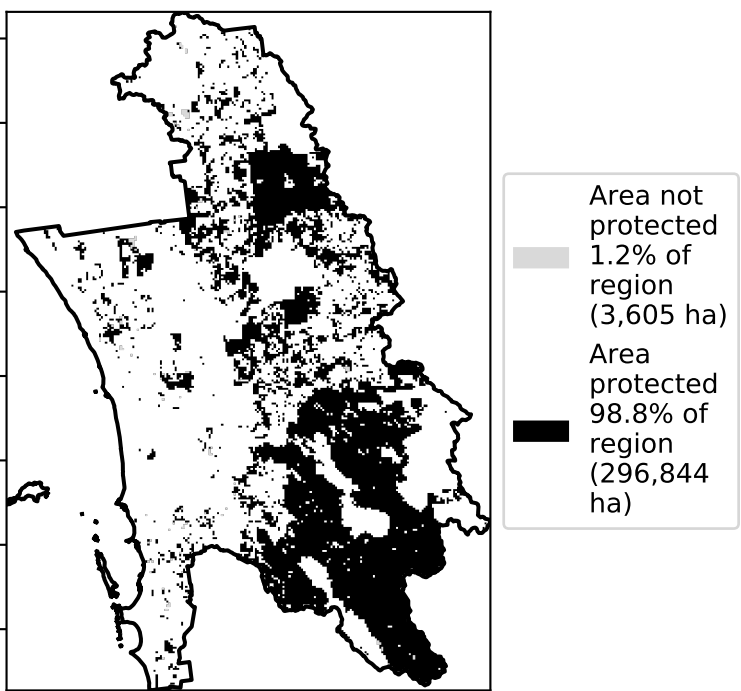 Area not
protected
1.2% of
region
(3,605 ha)
Area
protected
98.8% of
region
(296,844
ha)